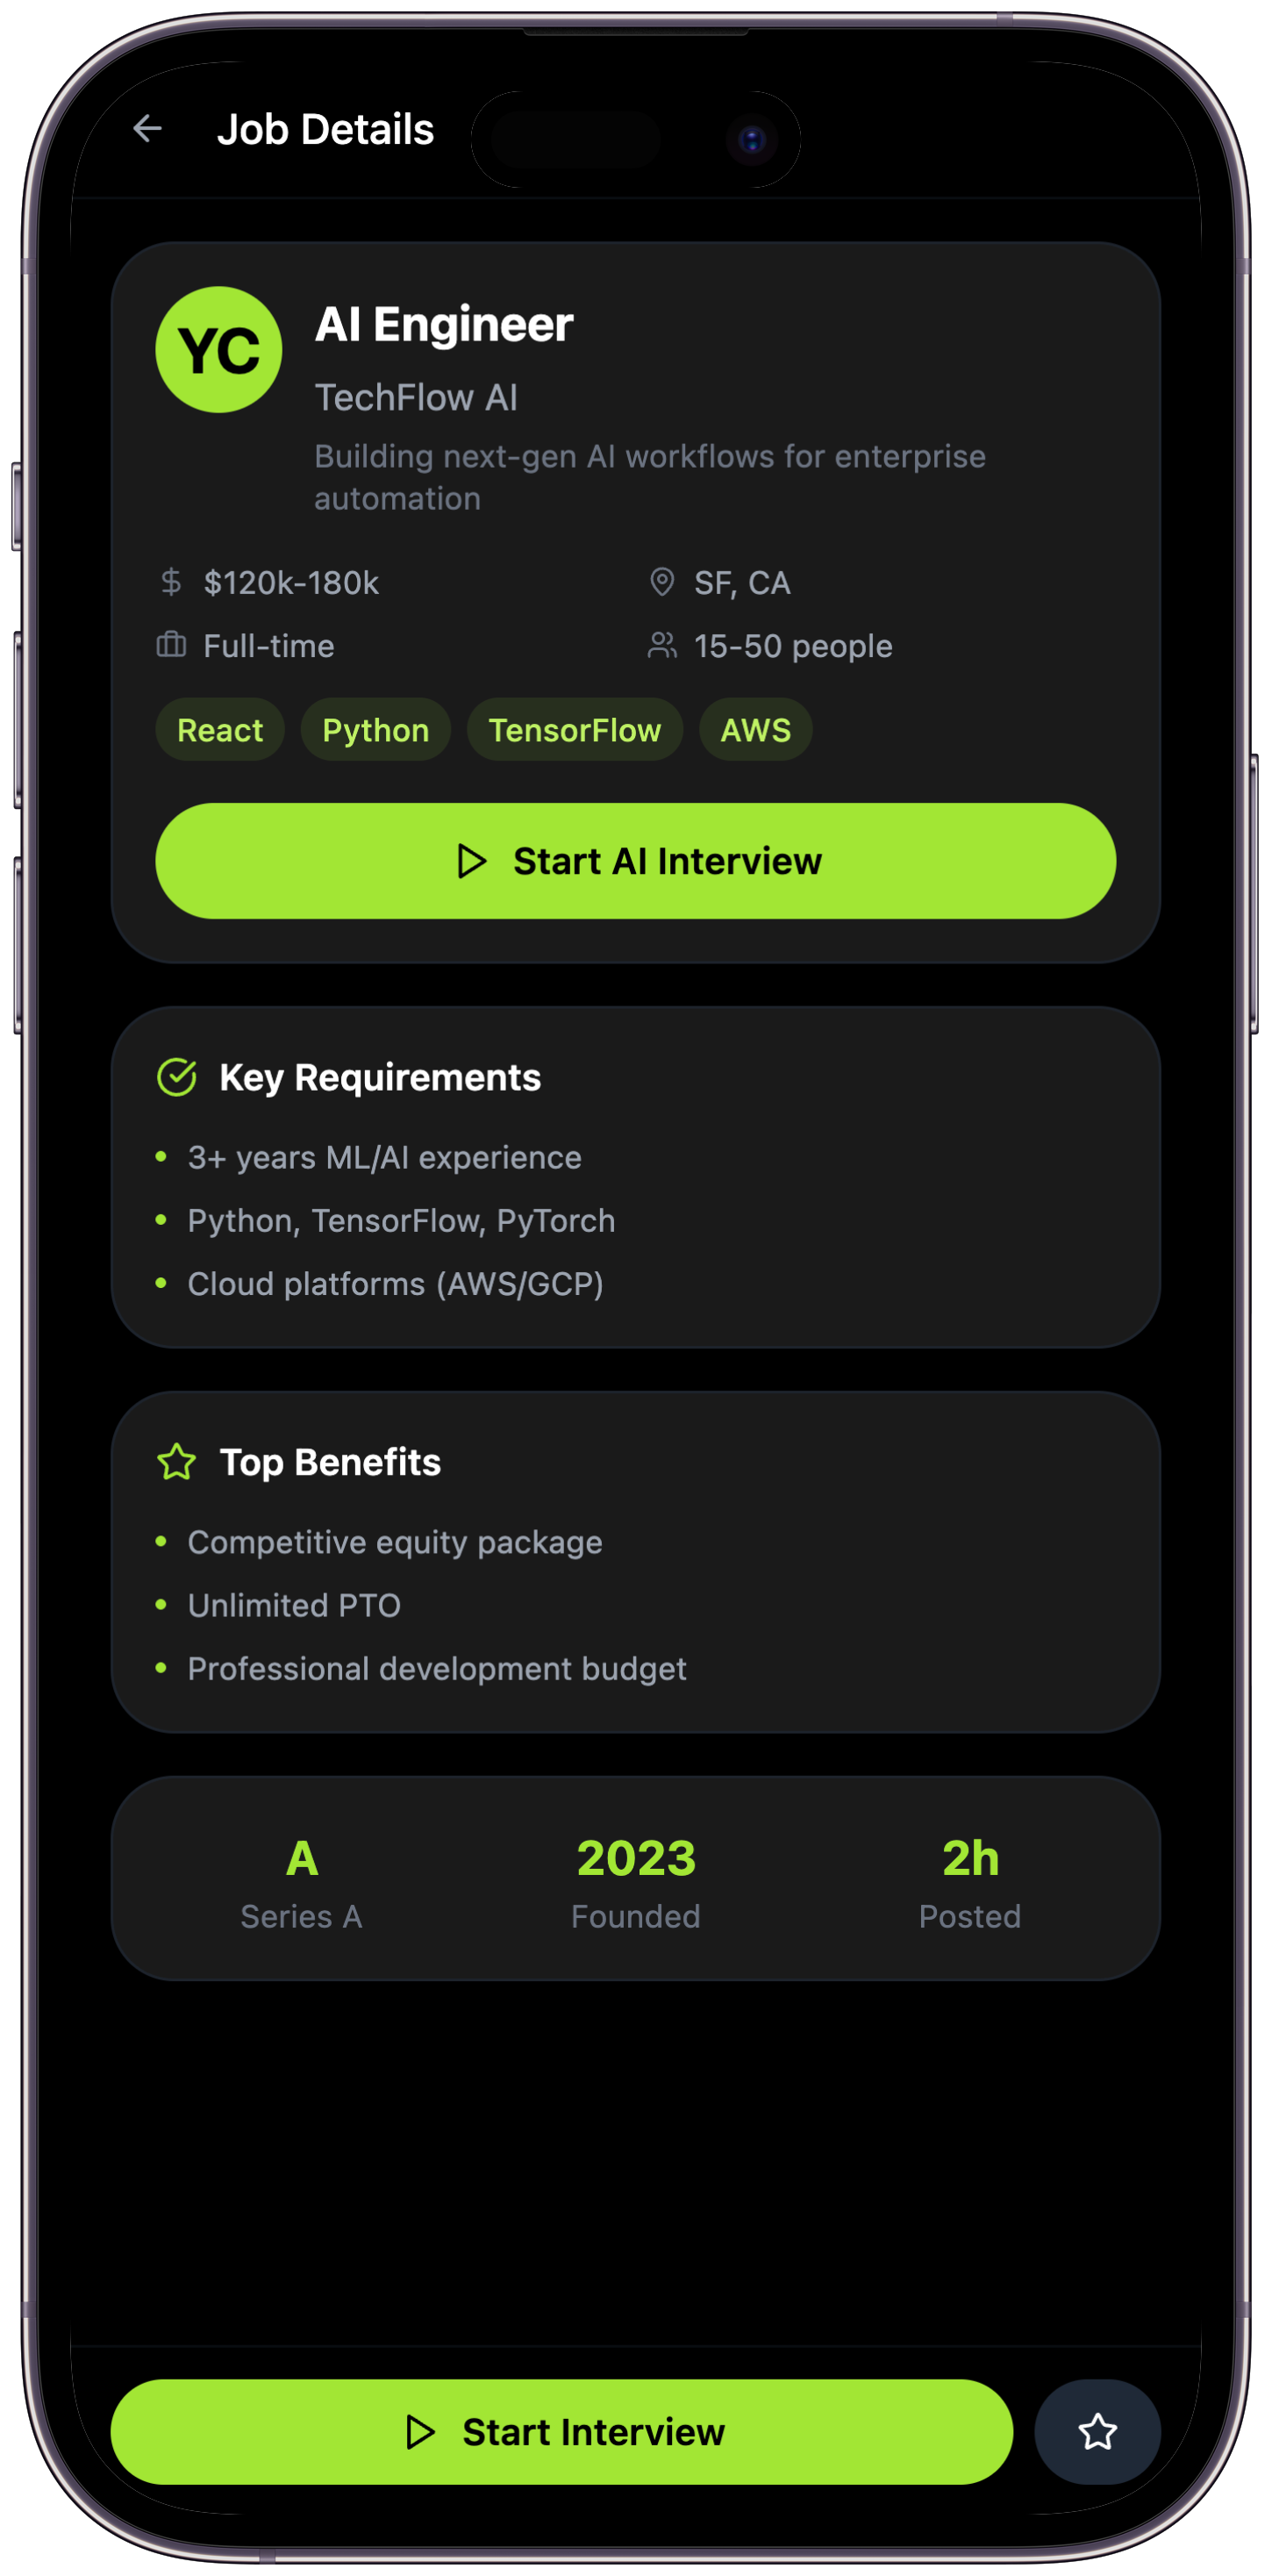 Job Details
YC
AI Engineer
TechFlow AI
Building next-gen AI workflows for enterprise
automation
$120k-180k
SF, CA
Full-time
15-50 people
React Python TensorFlow AWS
Start AI Interview
Key Requirements
• 3+ years ML/AI experience
• Python, TensorFlow, PyTorch
• Cloud platforms (AWS/GCP)
Top Benefits
• Competitive equity package
• Unlimited PTO
• Professional development budget
A
Series A
2023
Founded
2h
Posted
Start Interview